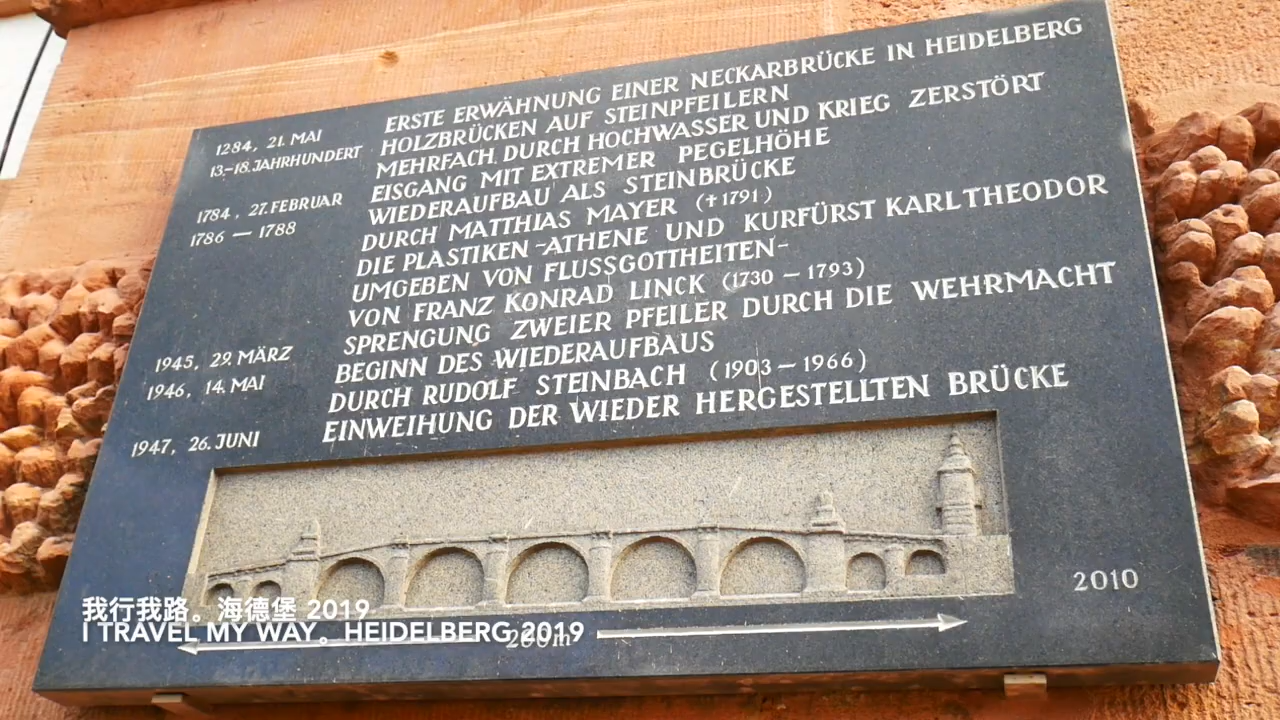 1284, 21. MAI ERSTE ERWÄHNUNG EINER NECKARBRÜCKE IN HEIDELBERG
13.-18. JAHRHUNDERT HOLZBRÜCKEN AUF STEINPFEILERN
MEHRFACH DURCH HOCHWASSER UND KRIEG ZERSTÖRT
1784, 27. FEBRUAR EISGANG MIT EXTREMER PEGELHÖHE
1786 — 1788 WIEDERAUFBAU ALS STEINBRÜCKE
DURCH MATTHIAS MAYER (✝1791)
DIE PLASTIKEN -ATHENE UND KURFÜRST KARL THEODOR
UMGEBEN VON FLUSSGOTTHEITEN-
VON FRANZ KONRAD LINCK (1730 — 1793)
1945, 29. MÄRZ SPRENGUNG ZWEIER PFEILER DURCH DIE WEHRMACHT
1946, 14. MAI BEGINN DES WIEDERAUFBAUS
DURCH RUDOLF STEINBACH (1903 — 1966)
1947, 26. JUNI EINWEIHUNG DER WIEDER HERGESTELLTEN BRÜCKE
2010
我行我路。海德堡 2019
I TRAVEL MY WAY。HEIDELBERG 2019